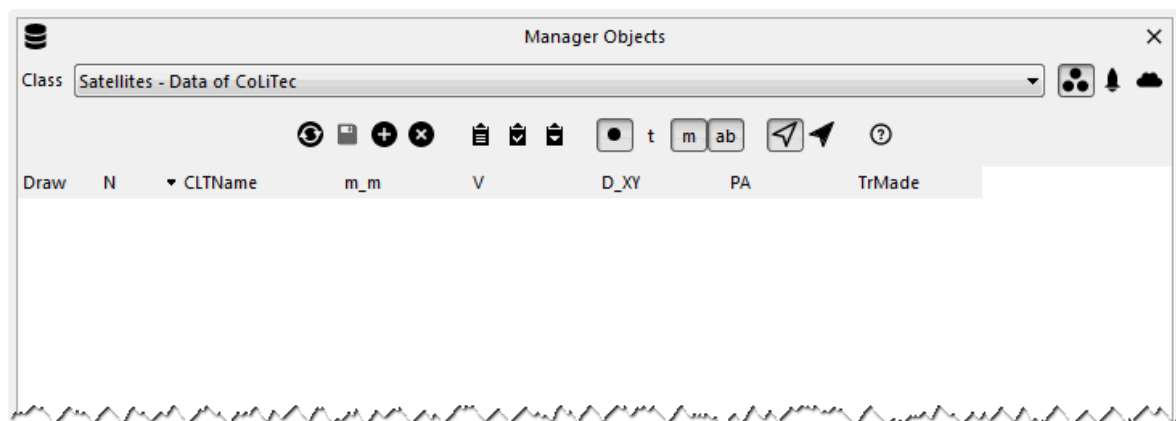 Manager Objects
Class Satellites - Data of CoLiTec
t m ab ?
Draw N CLTName m_m V D_XY PA TrMade